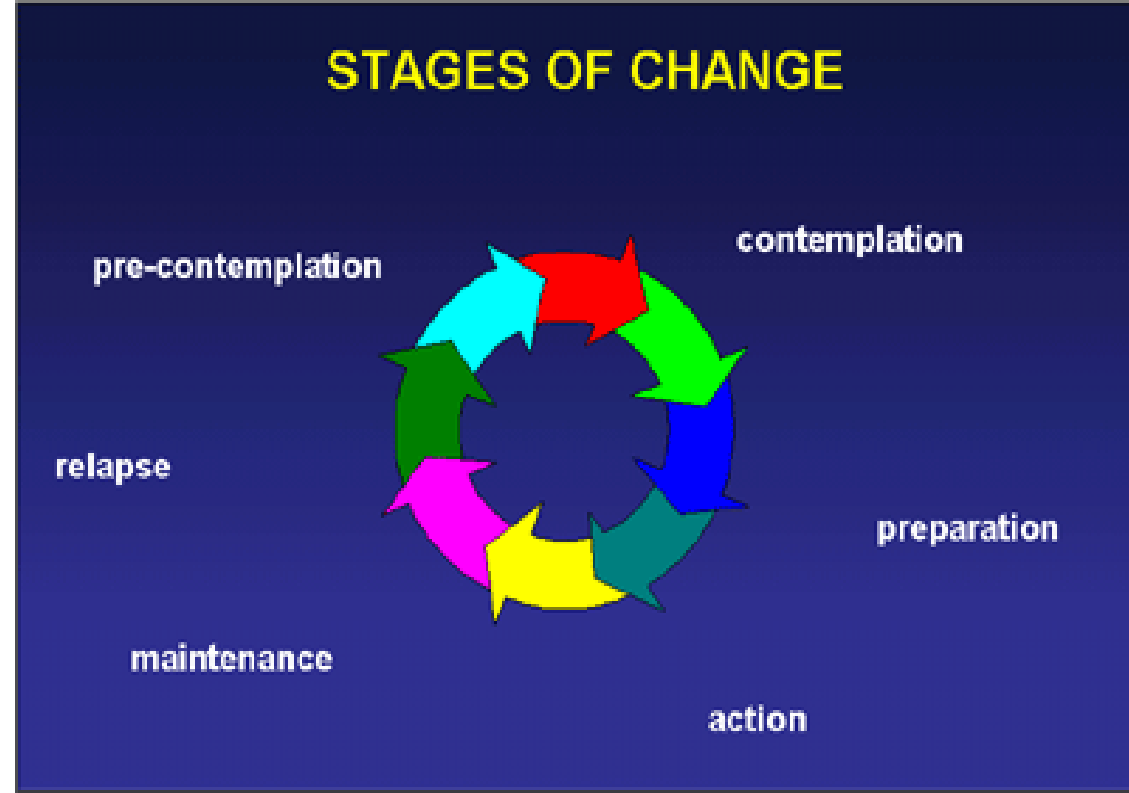 STAGES OF CHANGE
contemplation
pre-contemplation
relapse
preparation
maintenance
action